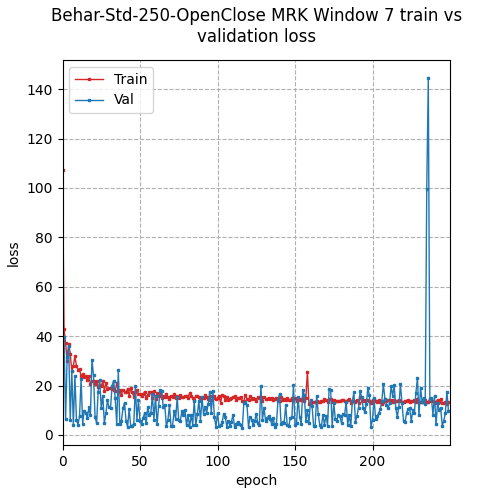 Behar-Std-250-OpenClose MRK Window 7 train vs
validation loss
Train
Val
140
120
100
80
60
40
20
0
loss
0
50
100
150
200
epoch